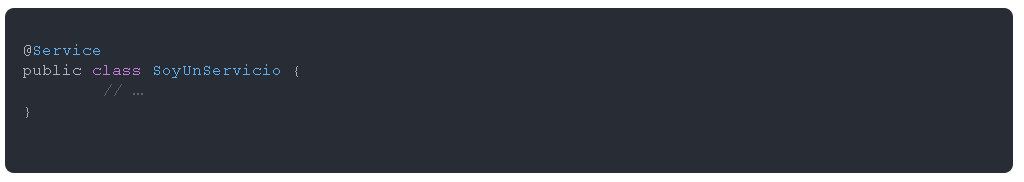 @Service
public class SoyUnServicio {
// …
}